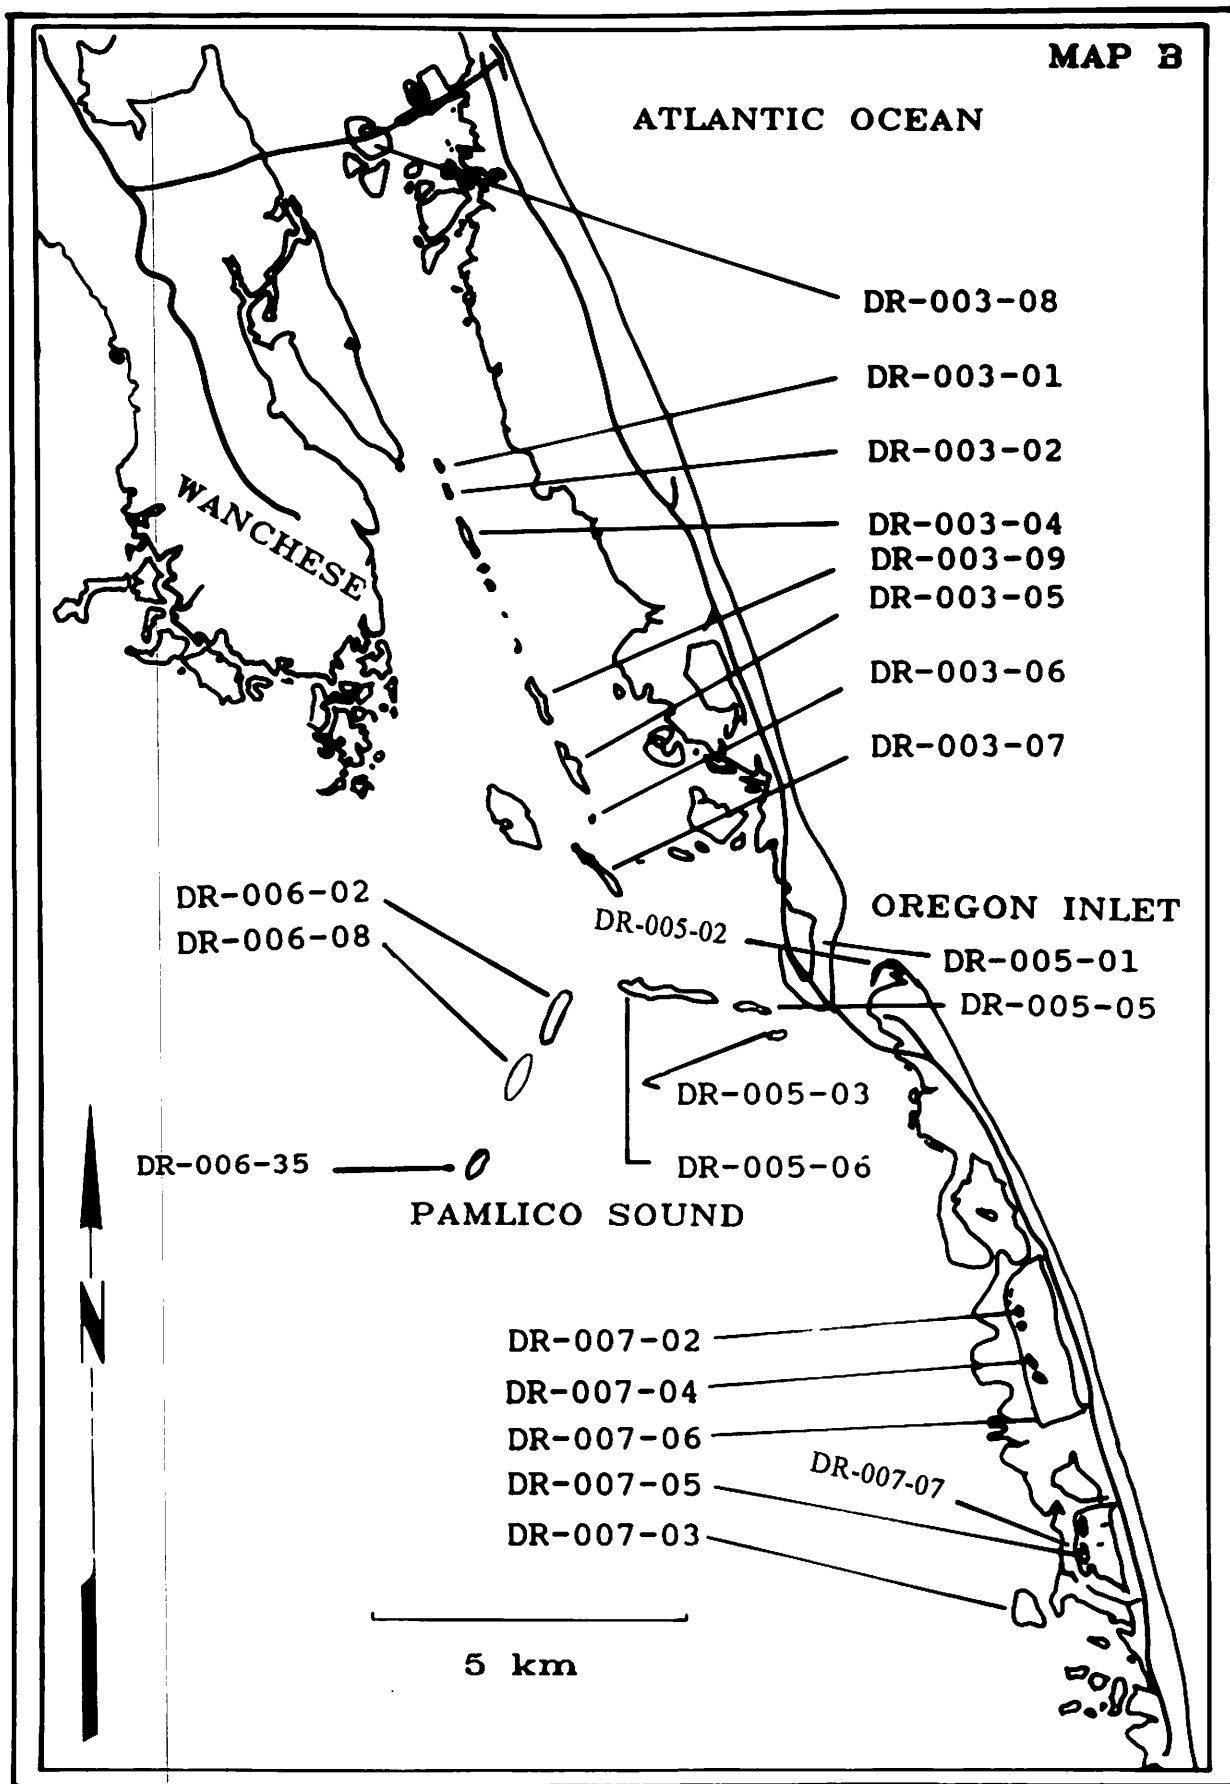 MAP B
ATLANTIC OCEAN
DR-003-08
DR-003-01
DR-003-02
WANCHESE
DR-003-04
DR-003-09
DR-003-05
DR-003-06
DR-003-07
DR-006-02
OREGON INLET
DR-005-02
DR-006-08
DR-005-01
DR-005-05
DR-005-03
DR-006-35
DR-005-06
PAMLICO SOUND
N
DR-007-02
DR-007-04
DR-007-06
DR-007-07
DR-007-05
DR-007-03
5 km